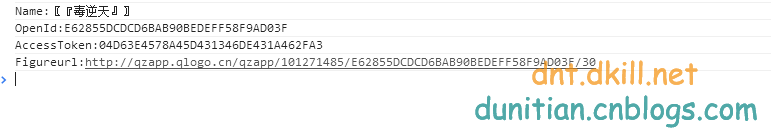 Name:〖『毒逆天』〗
OpenId:E62855DCDCD6BAB90BEDEFF58F9AD03F
AccessToken:04D63E4578A45D431346DE431A462FA3
Figureurl:http://qzapp.qlogo.cn/qzapp/101271485/E62855DCDCD6BAB90BEDEFF58F9AD03F/30
dnt.dkill.net
dunitian.cnblogs.com